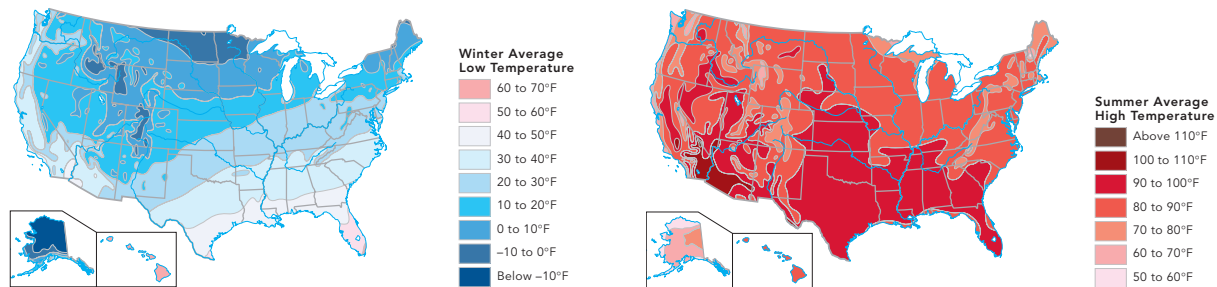 Winter Average
Low Temperature
60 to 70°F
50 to 60°F
40 to 50°F
30 to 40°F
20 to 30°F
10 to 20°F
0 to 10°F
–10 to 0°F
Below –10°F
Summer Average
High Temperature
Above 110°F
100 to 110°F
90 to 100°F
80 to 90°F
70 to 80°F
60 to 70°F
50 to 60°F